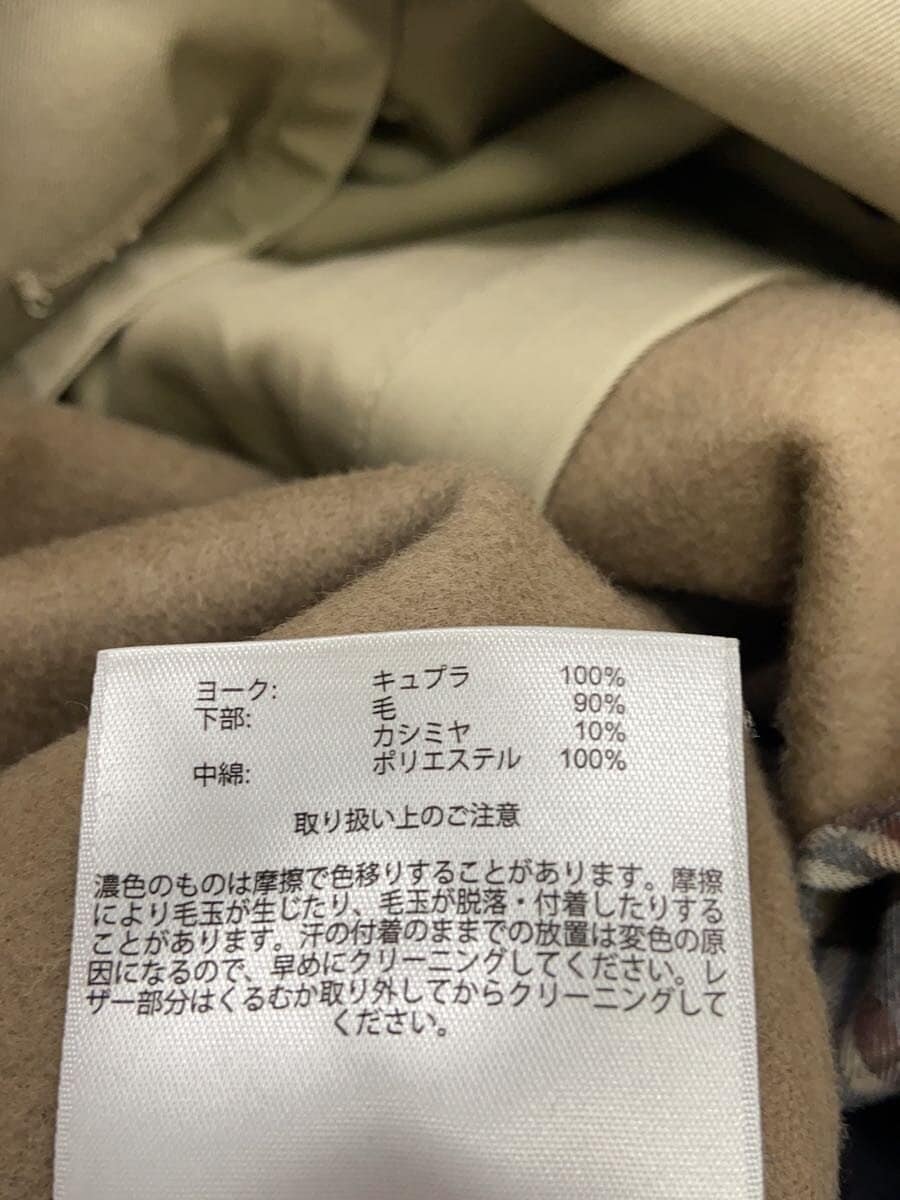 ヨーク: キュプラ 100%
下部: 毛 90%
カシミヤ 10%
中綿: ポリエステル 100%
取り扱い上のご注意
濃色のものは摩擦で色移りすることがあります。摩擦
により毛玉が生じたり、毛玉が脱落・付着したりする
ことがあります。汗の付着のままでの放置は変色の原
因になるので、早めにクリーニングしてください。レ
ザー部分はくるむか取り外してからクリーニングして
ください。